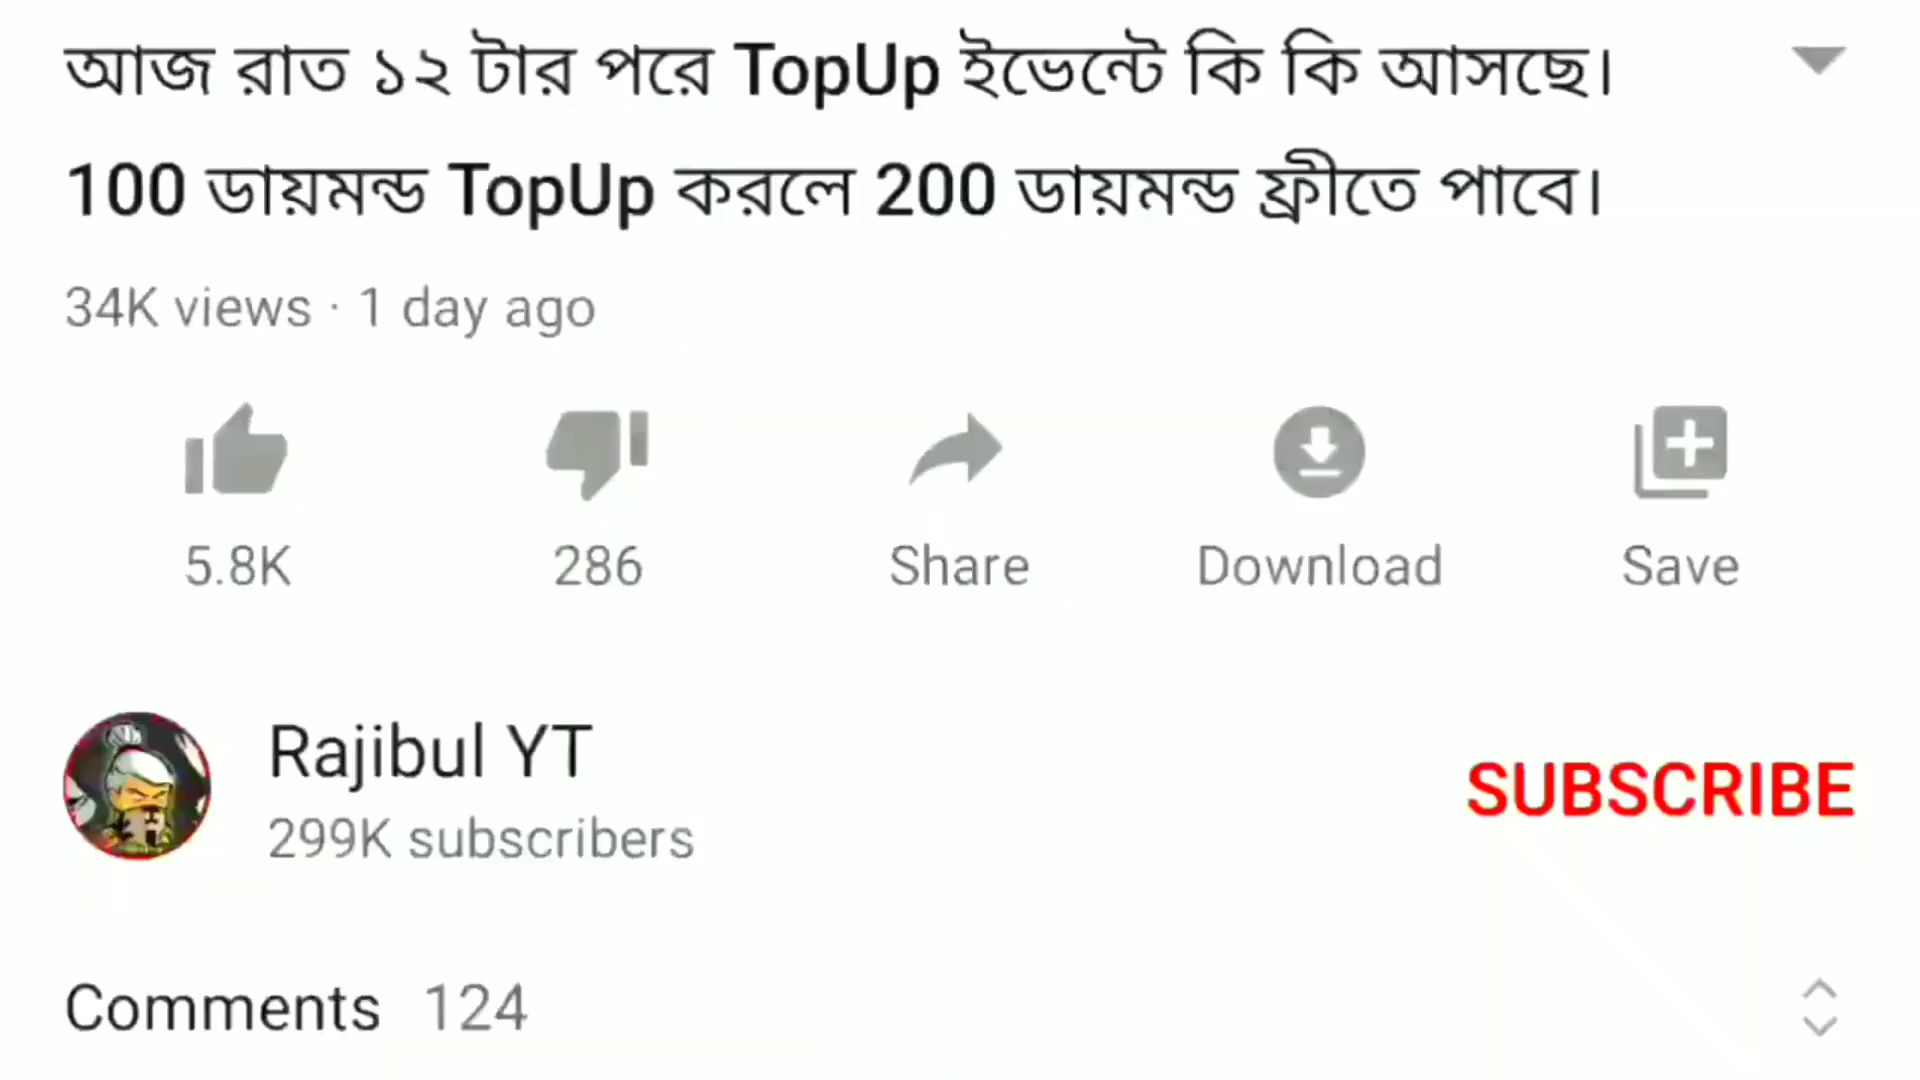 আজ রাত ১২ টার পরে TopUp ইভেন্টে কি কি আসছে।
100 ডায়মন্ড TopUp করলে 200 ডায়মন্ড ফ্রীতে পাবে।
34K views · 1 day ago
5.8K 286 Share Download Save
Rajibul YT
299K subscribers
SUBSCRIBE
Comments 124